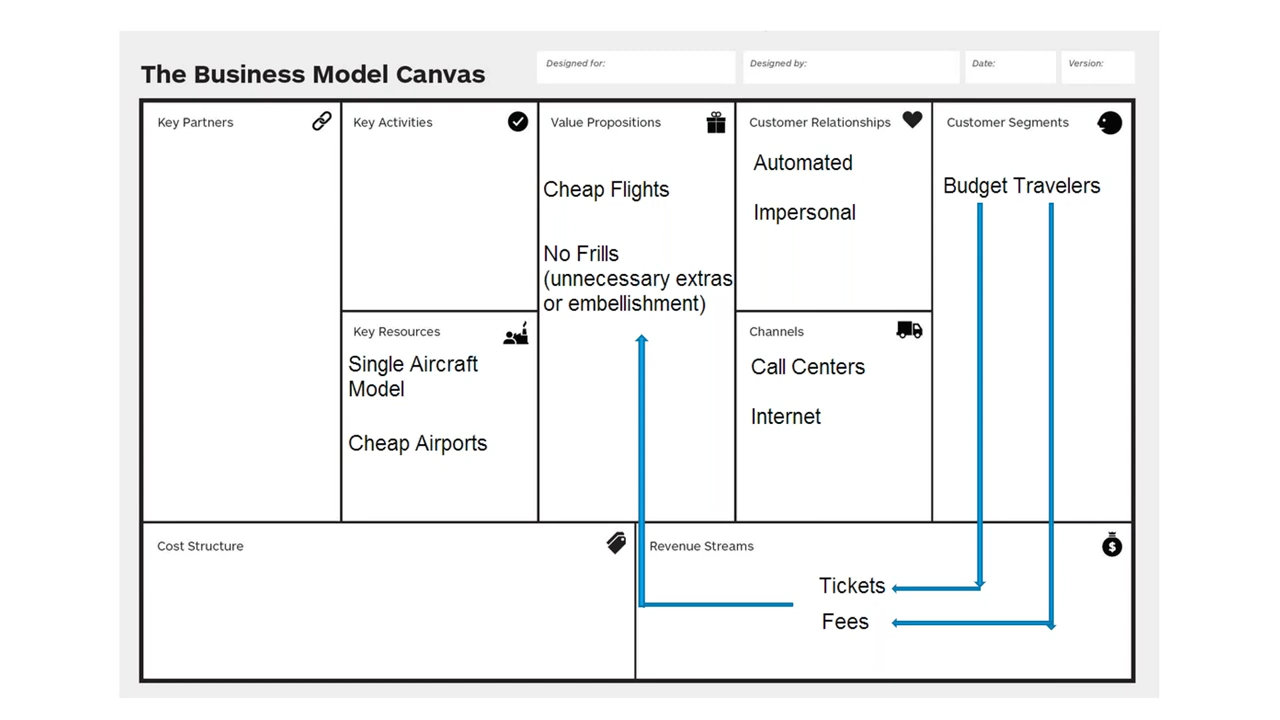 The Business Model Canvas
Designed for:
Designed by:
Date:
Version:
Key Partners
Key Activities
Value Propositions
Cheap Flights
No Frills
(unnecessary extras
or embellishment)
Customer Relationships
Automated
Impersonal
Customer Segments
Budget Travelers
Key Resources
Single Aircraft
Model
Cheap Airports
Channels
Call Centers
Internet
Cost Structure
Revenue Streams
Tickets
Fees